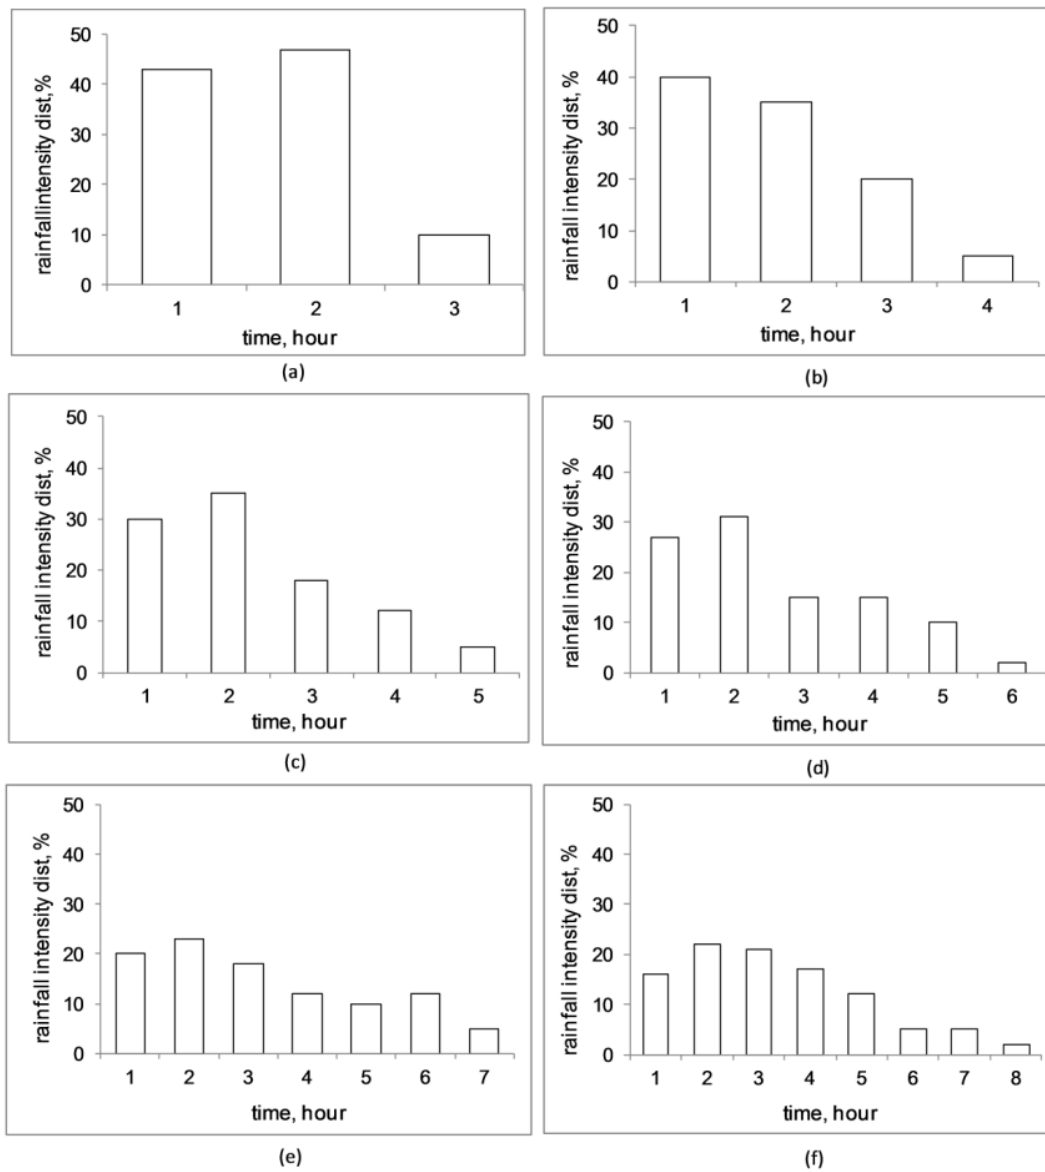 rainfallintensity dist,%
50
40
30
20
10
0
1 2 3
time, hour
(a)
rainfall intensity dist, %
50
40
30
20
10
0
1 2 3 4
time, hour
(b)
rainfall intensity dist, %
50
40
30
20
10
0
1 2 3 4 5
time, hour
(c)
rainfall intensity dist, %
50
40
30
20
10
0
1 2 3 4 5 6
time, hour
(d)
rainfall intensity dist, %
50
40
30
20
10
0
1 2 3 4 5 6 7
time, hour
(e)
rainfall intensity dist, %
50
40
30
20
10
0
1 2 3 4 5 6 7 8
time, hour
(f)